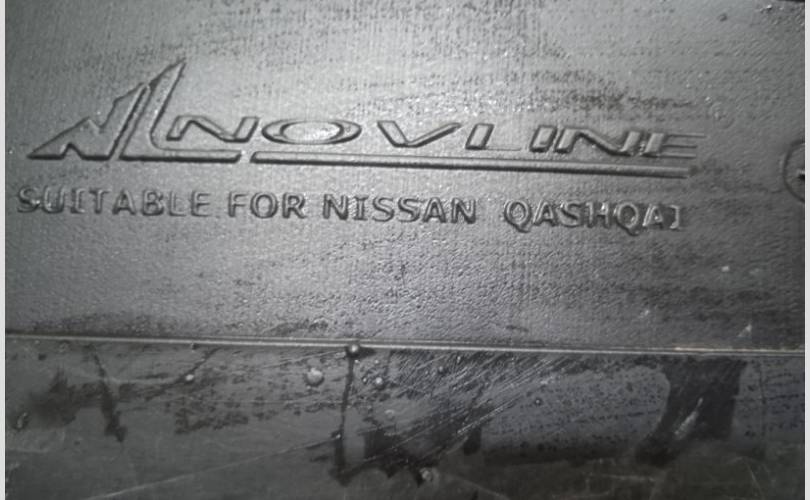 NOVLINE
SUITABLE FOR NISSAN QASHQAI